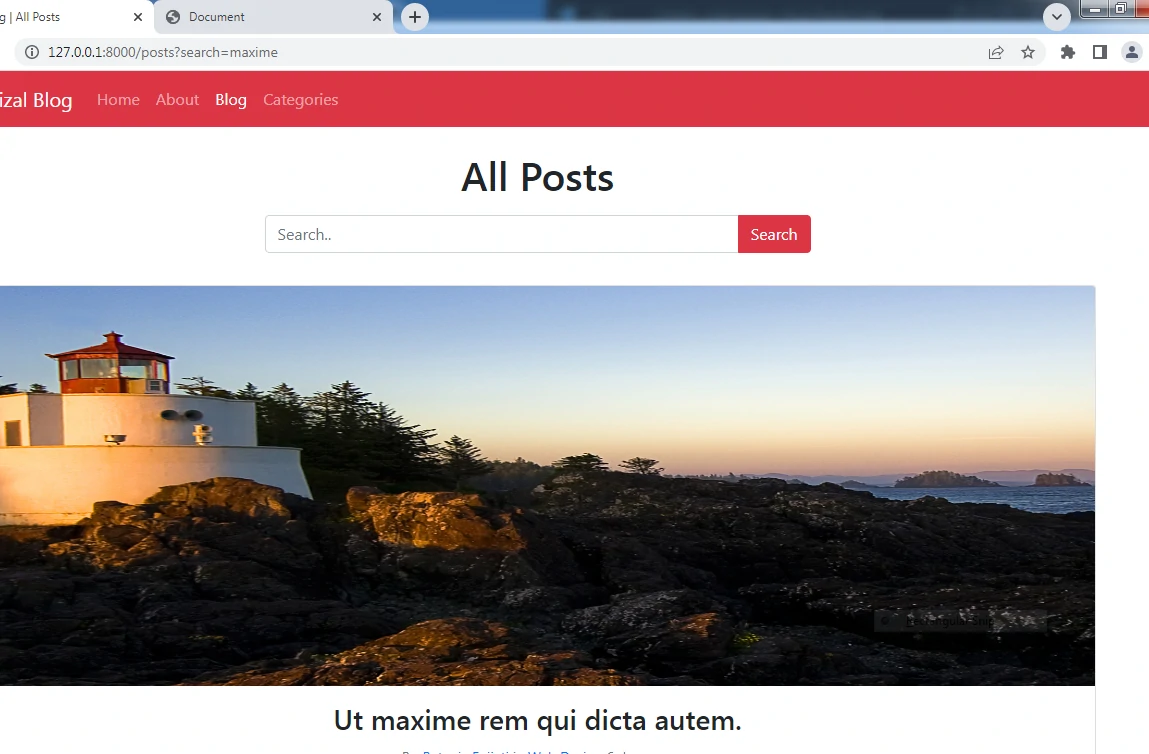 g | All Posts
Document
127.0.0.1:8000/posts?search=maxime
izal Blog Home About Blog Categories
All Posts
Search..
Search
Ut maxime rem qui dicta autem.